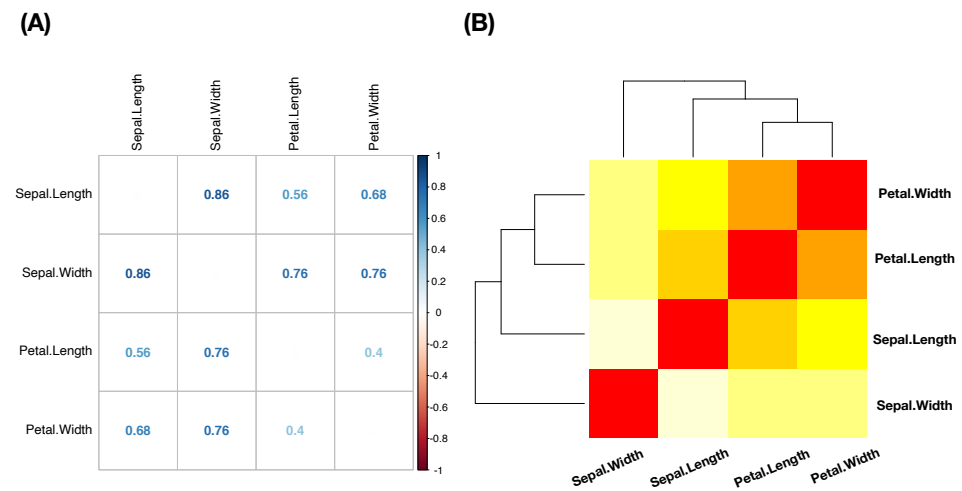 (A)
(B)
Sepal.Length
Sepal.Width
Petal.Length
Petal.Width
Sepal.Length
0.86
0.56
0.68
Sepal.Width
0.86
0.76
0.76
Petal.Length
0.56
0.76
0.4
Petal.Width
0.68
0.76
0.4
1
0.8
0.6
0.4
0.2
0
-0.2
-0.4
-0.6
-0.8
-1
Petal.Width
Petal.Length
Sepal.Length
Sepal.Width
Sepal.Width
Sepal.Length
Petal.Length
Petal.Width